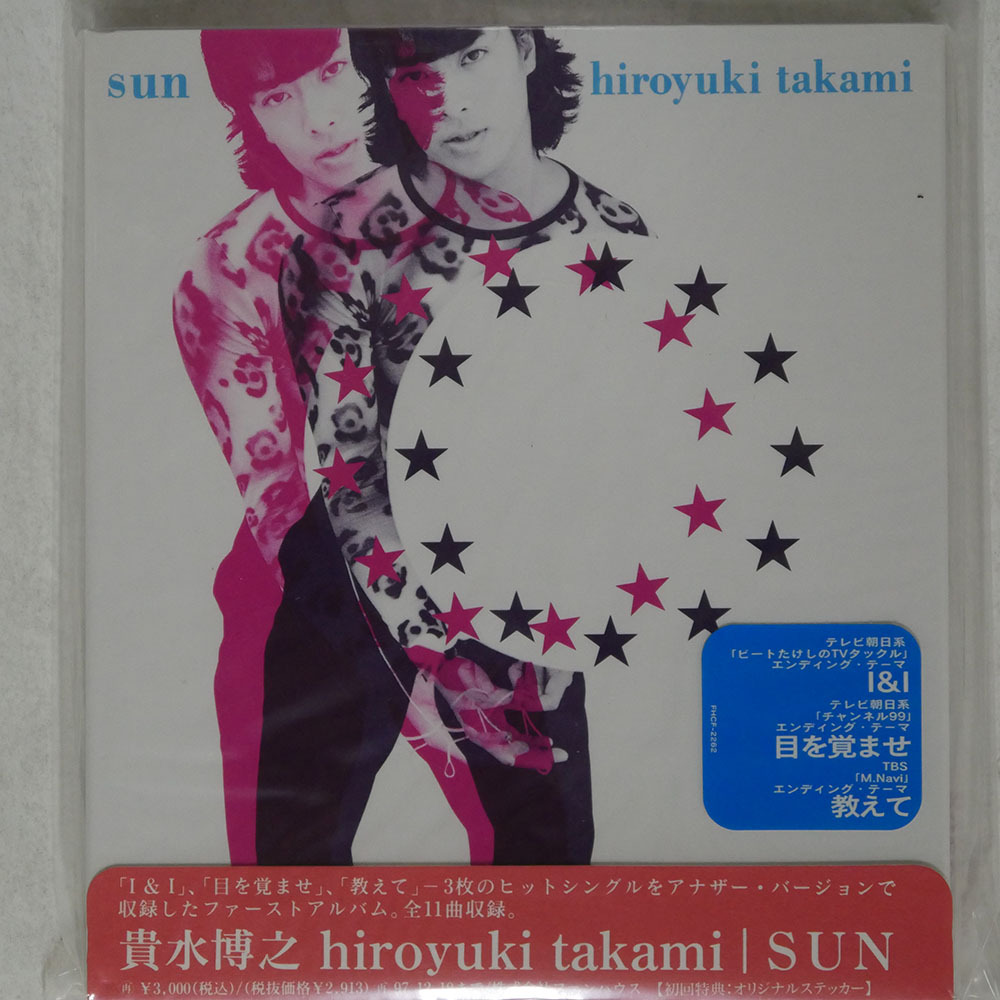 sun
hiroyuki takami
テレビ朝日系
「ビートたけしのTVタックル」
エンディング・テーマ
I&I
テレビ朝日系
「チャンネル99」
エンディング・テーマ
目を覚ませ
TBS
「M.Navi」
エンディング・テーマ
教えて
FHCF-2262
「I & I」、「目を覚ませ」、「教えて」－3枚のヒットシングルをアナザー・バージョンで
収録したファーストアルバム。全11曲収録。
貴水博之 hiroyuki takami | SUN
再 ¥3,000(税込)/(税抜価格¥2,913) 再 【初回特典：オリジナルステッカー】